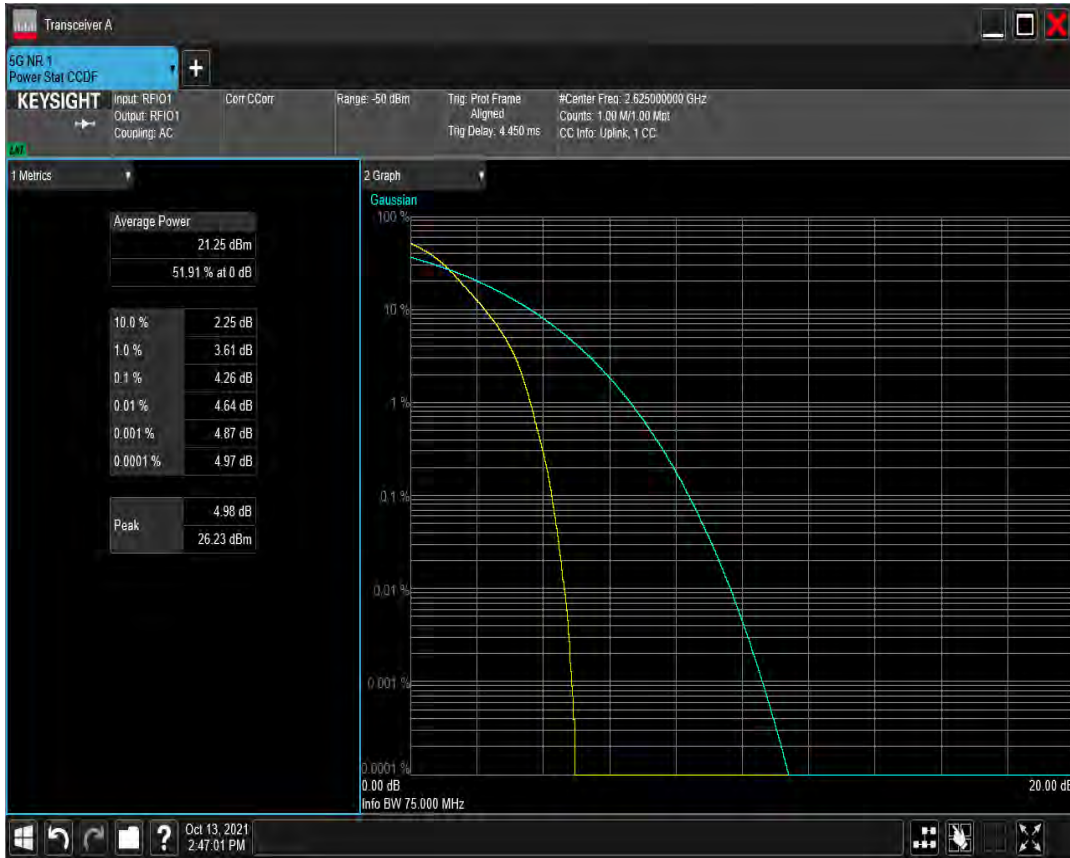 Transceiver A
5G NR 1
Power Stat CCDF
+
KEYSIGHT
Input: RFIO1
Output: RFIO1
Coupling: AC
Corr CCorr
Range: -50 dBm
Trig: Prot Frame
Aligned
Trig Delay: 4.450 ms
#Center Freq: 2.625000000 GHz
Counts: 1.00 M/1.00 Mpt
CC Info: Uplink, 1 CC
1 Metrics
Average Power
21.25 dBm
51.91 % at 0 dB
10.0 % 2.25 dB
1.0 % 3.61 dB
0.1 % 4.26 dB
0.01 % 4.64 dB
0.001 % 4.87 dB
0.0001 % 4.97 dB
Peak 4.98 dB
26.23 dBm
2 Graph
Gaussian
100 %
10 %
1 %
0.1 %
0.01 %
0.001 %
0.0001 %
0.00 dB 20.00 dB
Info BW 75.000 MHz
?
Oct 13, 2021
2:47:01 PM